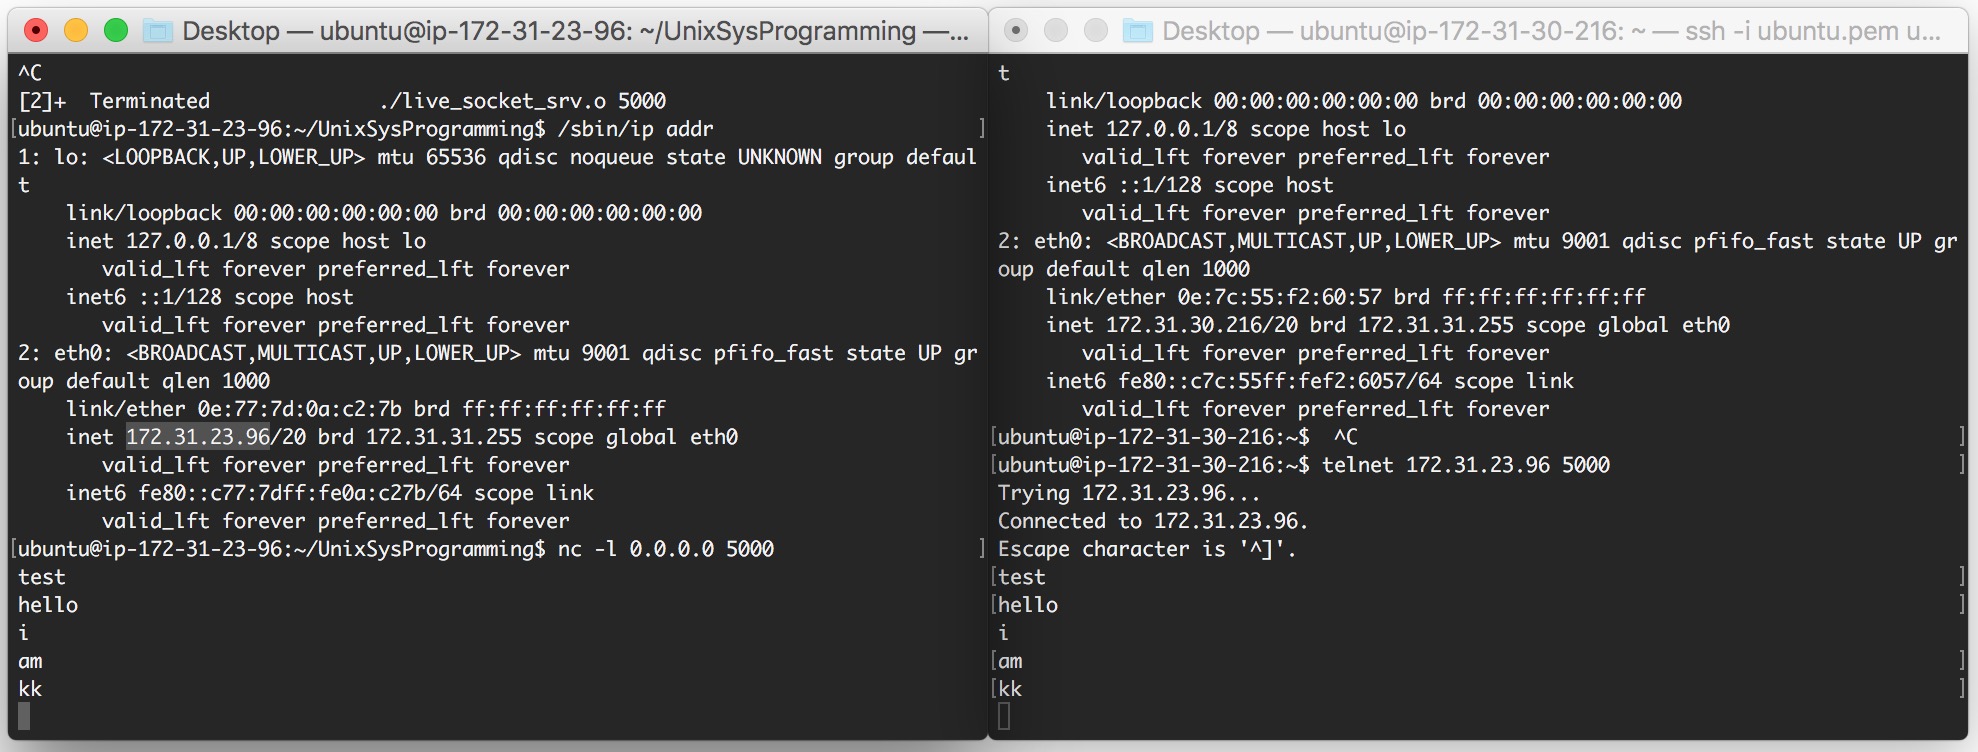 Desktop — ubuntu@ip-172-31-23-96: ~/UnixSysProgramming —...
^C
[2]+  Terminated              ./live_socket_srv.o 5000
[ubuntu@ip-172-31-23-96:~/UnixSysProgramming$ /sbin/ip addr ]
1: lo: <LOOPBACK,UP,LOWER_UP> mtu 65536 qdisc noqueue state UNKNOWN group defaul
t
    link/loopback 00:00:00:00:00:00 brd 00:00:00:00:00:00
    inet 127.0.0.1/8 scope host lo
       valid_lft forever preferred_lft forever
    inet6 ::1/128 scope host
       valid_lft forever preferred_lft forever
2: eth0: <BROADCAST,MULTICAST,UP,LOWER_UP> mtu 9001 qdisc pfifo_fast state UP gr
oup default qlen 1000
    link/ether 0e:77:7d:0a:c2:7b brd ff:ff:ff:ff:ff:ff
    inet 172.31.23.96/20 brd 172.31.31.255 scope global eth0
       valid_lft forever preferred_lft forever
    inet6 fe80::c77:7dff:fe0a:c27b/64 scope link
       valid_lft forever preferred_lft forever
[ubuntu@ip-172-31-23-96:~/UnixSysProgramming$ nc -l 0.0.0.0 5000 ]
test
hello
i
am
kk
Desktop — ubuntu@ip-172-31-30-216: ~ — ssh -i ubuntu.pem u...
t
    link/loopback 00:00:00:00:00:00 brd 00:00:00:00:00:00
    inet 127.0.0.1/8 scope host lo
       valid_lft forever preferred_lft forever
    inet6 ::1/128 scope host
       valid_lft forever preferred_lft forever
2: eth0: <BROADCAST,MULTICAST,UP,LOWER_UP> mtu 9001 qdisc pfifo_fast state UP gr
oup default qlen 1000
    link/ether 0e:7c:55:f2:60:57 brd ff:ff:ff:ff:ff:ff
    inet 172.31.30.216/20 brd 172.31.31.255 scope global eth0
       valid_lft forever preferred_lft forever
    inet6 fe80::c7c:55ff:fef2:6057/64 scope link
       valid_lft forever preferred_lft forever
[ubuntu@ip-172-31-30-216:~$  ^C ]
[ubuntu@ip-172-31-30-216:~$ telnet 172.31.23.96 5000 ]
Trying 172.31.23.96...
Connected to 172.31.23.96.
Escape character is '^]'.
[test ]
[hello ]
i
[am ]
[kk ]